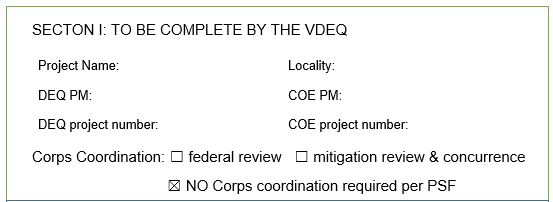 SECTON I: TO BE COMPLETE BY THE VDEQ
Project Name: Locality:
DEQ PM: COE PM:
DEQ project number: COE project number:
Corps Coordination: ☐ federal review ☐ mitigation review & concurrence
☒ NO Corps coordination required per PSF